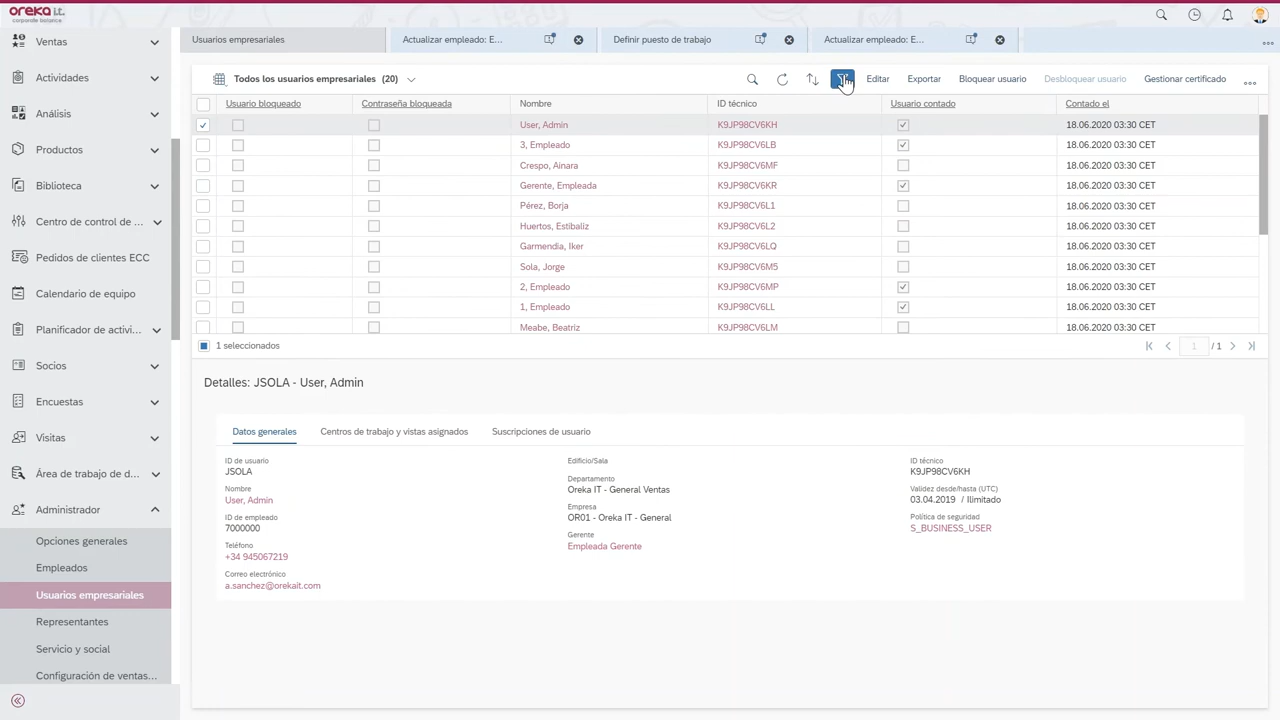 oreka i.t.
corporate balance
Ventas
Actividades
Análisis
Productos
Biblioteca
Centro de control de ...
Pedidos de clientes ECC
Calendario de equipo
Planificador de activi...
Socios
Encuestas
Visitas
Área de trabajo de d...
Administrador
Opciones generales
Empleados
Usuarios empresariales
Representantes
Servicio y social
Configuración de ventas...
Usuarios empresariales
Actualizar empleado: E...
Definir puesto de trabajo
Actualizar empleado: E...
Todos los usuarios empresariales (20)
Editar
Exportar
Bloquear usuario
Desbloquear usuario
Gestionar certificado
Usuario bloqueado Contraseña bloqueada Nombre ID técnico Usuario contado Contado el
User, Admin K9JP98CV6KH 18.06.2020 03:30 CET
3, Empleado K9JP98CV6LB 18.06.2020 03:30 CET
Crespo, Ainara K9JP98CV6MF 18.06.2020 03:30 CET
Gerente, Empleada K9JP98CV6KR 18.06.2020 03:30 CET
Pérez, Borja K9JP98CV6L1 18.06.2020 03:30 CET
Huertos, Estibaliz K9JP98CV6L2 18.06.2020 03:30 CET
Garmendia, Iker K9JP98CV6LQ 18.06.2020 03:30 CET
Sola, Jorge K9JP98CV6M5 18.06.2020 03:30 CET
2, Empleado K9JP98CV6MP 18.06.2020 03:30 CET
1, Empleado K9JP98CV6LL 18.06.2020 03:30 CET
Meabe, Beatriz K9JP98CV6LM 18.06.2020 03:30 CET
1 seleccionados
1 / 1
Detalles: JSOLA - User, Admin
Datos generales Centros de trabajo y vistas asignados Suscripciones de usuario
ID de usuario
JSOLA
Nombre
User, Admin
ID de empleado
7000000
Teléfono
+34 945067219
Correo electrónico
a.sanchez@orekait.com
Edificio/Sala
Departamento
Oreka IT - General Ventas
Empresa
OR01 - Oreka IT - General
Gerente
Empleada Gerente
ID técnico
K9JP98CV6KH
Validez desde/hasta (UTC)
03.04.2019 / Ilimitado
Política de seguridad
S_BUSINESS_USER